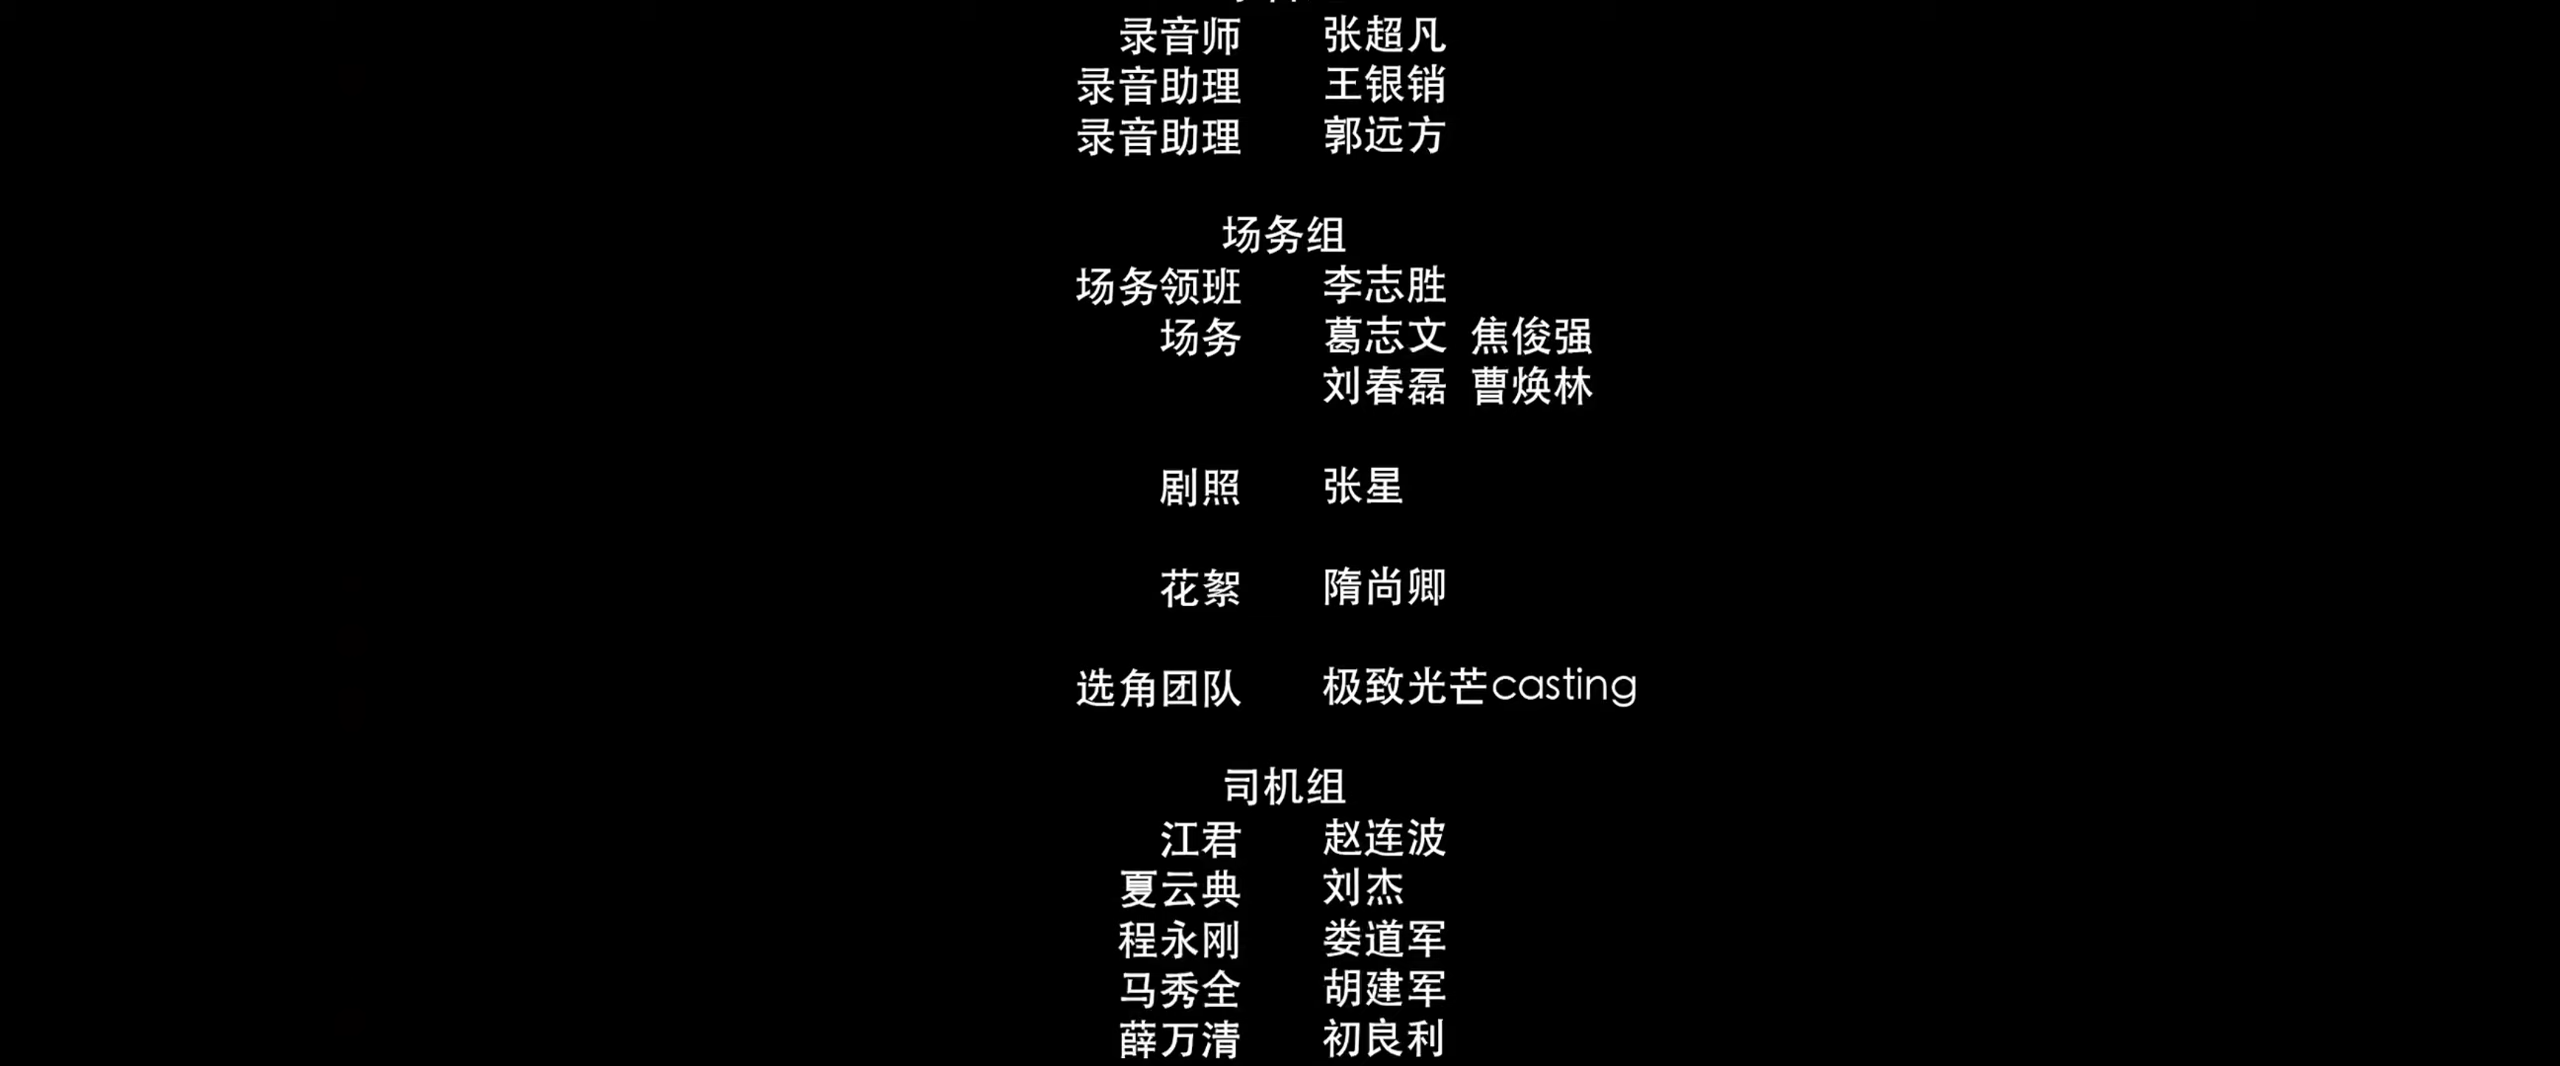 录音师 张超凡
录音助理 王银销
录音助理 郭远方
场务组
场务领班 李志胜
场务 葛志文 焦俊强
刘春磊 曹焕林
剧照 张星
花絮 隋尚卿
选角团队 极致光芒casting
司机组
江君 赵连波
夏云典 刘杰
程永刚 娄道军
马秀全 胡建军
薛万清 初良利